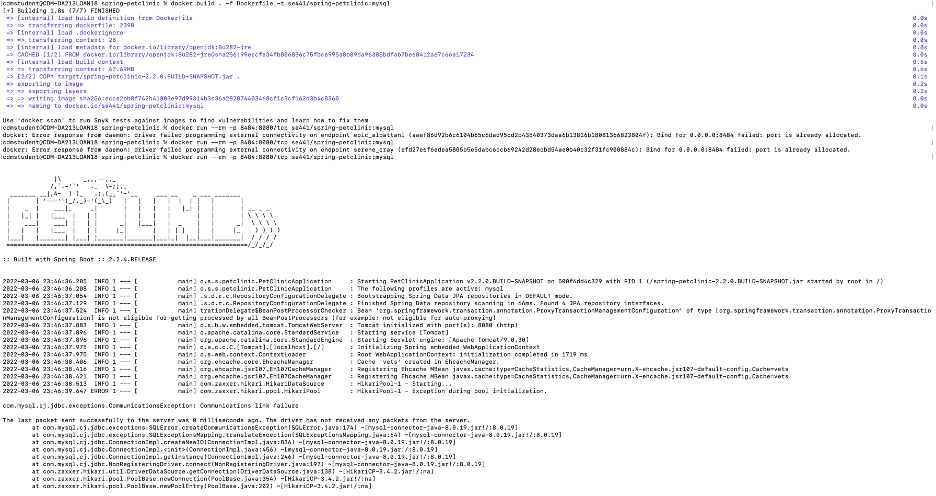 [cdmstudent@CDM-DA213LOAN18 spring-petclinic % docker build . -f Dockerfile -t se441/spring-petclinic:mysql
[+] Building 1.8s (7/7) FINISHED
=> [internal] load build definition from Dockerfile 0.0s
=> => transferring dockerfile: 239B 0.0s
=> [internal] load .dockerignore 0.0s
=> => transferring context: 2B 0.0s
=> [internal] load metadata for docker.io/library/openjdk:8u282-jre 0.8s
=> CACHED [1/2] FROM docker.io/library/openjdk:8u282-jre@sha256: 0.0s
=> [internal] load build context 0.6s
=> => transferring context: 47.69MB 0.6s
=> [2/2] COPY target/spring-petclinic-2.2.0.BUILD-SNAPSHOT.jar . 0.1s
=> exporting to image 0.2s
=> => exporting layers 0.2s
=> => writing image 0.0s
=> => naming to docker.io/se441/spring-petclinic:mysql 0.0s
Use 'docker scan' to run Snyk tests against images to find vulnerabilities and learn how to fix them
[cdmstudent@CDM-DA213LOAN18 spring-petclinic % docker run --rm -p 8484:8080/tcp se441/spring-petclinic:mysql
docker: Error response from daemon: driver failed programming external connectivity on endpoint epic_albattani Bind for 0.0.0.0:8484 failed: port is already allocated.
[cdmstudent@CDM-DA213LOAN18 spring-petclinic % docker run --rm -p 8484:8080/tcp se441/spring-petclinic:mysql
docker: Error response from daemon: driver failed programming external connectivity on endpoint serene_cray Bind for 0.0.0.0:8484 failed: port is already allocated.
[cdmstudent@CDM-DA213LOAN18 spring-petclinic % docker run --rm -p 8484:8080/tcp se441/spring-petclinic:mysql
:: Built with Spring Boot :: 2.2.4.RELEASE
2022-03-06 23:46:36.205 INFO 1 --- [ main] o.s.s.petclinic.PetClinicApplication : Starting PetClinicApplication v2.2.0.BUILD-SNAPSHOT on 500f6dd6c329 with PID 1 (/spring-petclinic-2.2.0.BUILD-SNAPSHOT.jar started by root in /)
2022-03-06 23:46:36.208 INFO 1 --- [ main] o.s.s.petclinic.PetClinicApplication : The following profiles are active: mysql
2022-03-06 23:46:37.054 INFO 1 --- [ main] .s.d.r.c.RepositoryConfigurationDelegate : Bootstrapping Spring Data JPA repositories in DEFAULT mode.
2022-03-06 23:46:37.129 INFO 1 --- [ main] .s.d.r.c.RepositoryConfigurationDelegate : Finished Spring Data repository scanning in 66ms. Found 4 JPA repository interfaces.
2022-03-06 23:46:37.524 INFO 1 --- [ main] trationDelegate$BeanPostProcessorChecker : Bean 'org.springframework.transaction.annotation.ProxyTransactionManagementConfiguration' of type [org.springframework.transaction.annotation.ProxyTransactio
nManagementConfiguration] is not eligible for getting processed by all BeanPostProcessors (for example: not eligible for auto-proxying)
2022-03-06 23:46:37.883 INFO 1 --- [ main] o.s.b.w.embedded.tomcat.TomcatWebServer : Tomcat initialized with port(s): 8080 (http)
2022-03-06 23:46:37.896 INFO 1 --- [ main] o.apache.catalina.core.StandardService : Starting service [Tomcat]
2022-03-06 23:46:37.896 INFO 1 --- [ main] org.apache.catalina.core.StandardEngine : Starting Servlet engine: [Apache Tomcat/9.0.30]
2022-03-06 23:46:37.975 INFO 1 --- [ main] o.a.c.c.C.[Tomcat].[localhost].[/] : Initializing Spring embedded WebApplicationContext
2022-03-06 23:46:37.975 INFO 1 --- [ main] o.s.web.context.ContextLoader : Root WebApplicationContext: initialization completed in 1719 ms
2022-03-06 23:46:38.406 INFO 1 --- [ main] org.ehcache.core.EhcacheManager : Cache 'vets' created in EhcacheManager.
2022-03-06 23:46:38.416 INFO 1 --- [ main] org.ehcache.jsr107.Eh107CacheManager : Registering Ehcache MBean javax.cache:type=CacheStatistics,CacheManager=urn.X-ehcache.jsr107-default-config,Cache=vets
2022-03-06 23:46:38.421 INFO 1 --- [ main] org.ehcache.jsr107.Eh107CacheManager : Registering Ehcache MBean javax.cache:type=CacheStatistics,CacheManager=urn.X-ehcache.jsr107-default-config,Cache=vets
2022-03-06 23:46:38.513 INFO 1 --- [ main] com.zaxxer.hikari.HikariDataSource : HikariPool-1 - Starting...
2022-03-06 23:46:39.647 ERROR 1 --- [ main] com.zaxxer.hikari.pool.HikariPool : HikariPool-1 - Exception during pool initialization.
com.mysql.cj.jdbc.exceptions.CommunicationsException: Communications link failure
The last packet sent successfully to the server was 0 milliseconds ago. The driver has not received any packets from the server.
at com.mysql.cj.jdbc.exceptions.SQLError.createCommunicationsException(SQLError.java:174) ~[mysql-connector-java-8.0.19.jar!/:8.0.19]
at com.mysql.cj.jdbc.exceptions.SQLExceptionsMapping.translateException(SQLExceptionsMapping.java:64) ~[mysql-connector-java-8.0.19.jar!/:8.0.19]
at com.mysql.cj.jdbc.ConnectionImpl.createNewIO(ConnectionImpl.java:836) ~[mysql-connector-java-8.0.19.jar!/:8.0.19]
at com.mysql.cj.jdbc.ConnectionImpl.<init>(ConnectionImpl.java:456) ~[mysql-connector-java-8.0.19.jar!/:8.0.19]
at com.mysql.cj.jdbc.ConnectionImpl.getInstance(ConnectionImpl.java:246) ~[mysql-connector-java-8.0.19.jar!/:8.0.19]
at com.mysql.cj.jdbc.NonRegisteringDriver.connect(NonRegisteringDriver.java:197) ~[mysql-connector-java-8.0.19.jar!/:8.0.19]
at com.zaxxer.hikari.util.DriverDataSource.getConnection(DriverDataSource.java:138) ~[HikariCP-3.4.2.jar!/:na]
at com.zaxxer.hikari.pool.PoolBase.newConnection(PoolBase.java:354) ~[HikariCP-3.4.2.jar!/:na]
at com.zaxxer.hikari.pool.PoolBase.newPoolEntry(PoolBase.java:202) ~[HikariCP-3.4.2.jar!/:na]